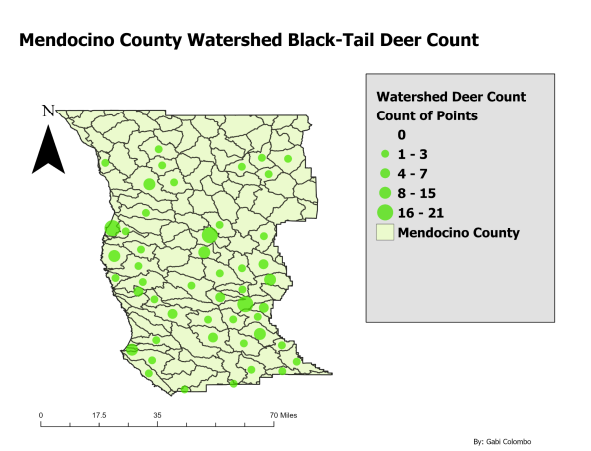 Mendocino County Watershed Black-Tail Deer Count
N
Watershed Deer Count
Count of Points
0
1 - 3
4 - 7
8 - 15
16 - 21
Mendocino County
0 17.5 35 70 Miles
By: Gabi Colombo